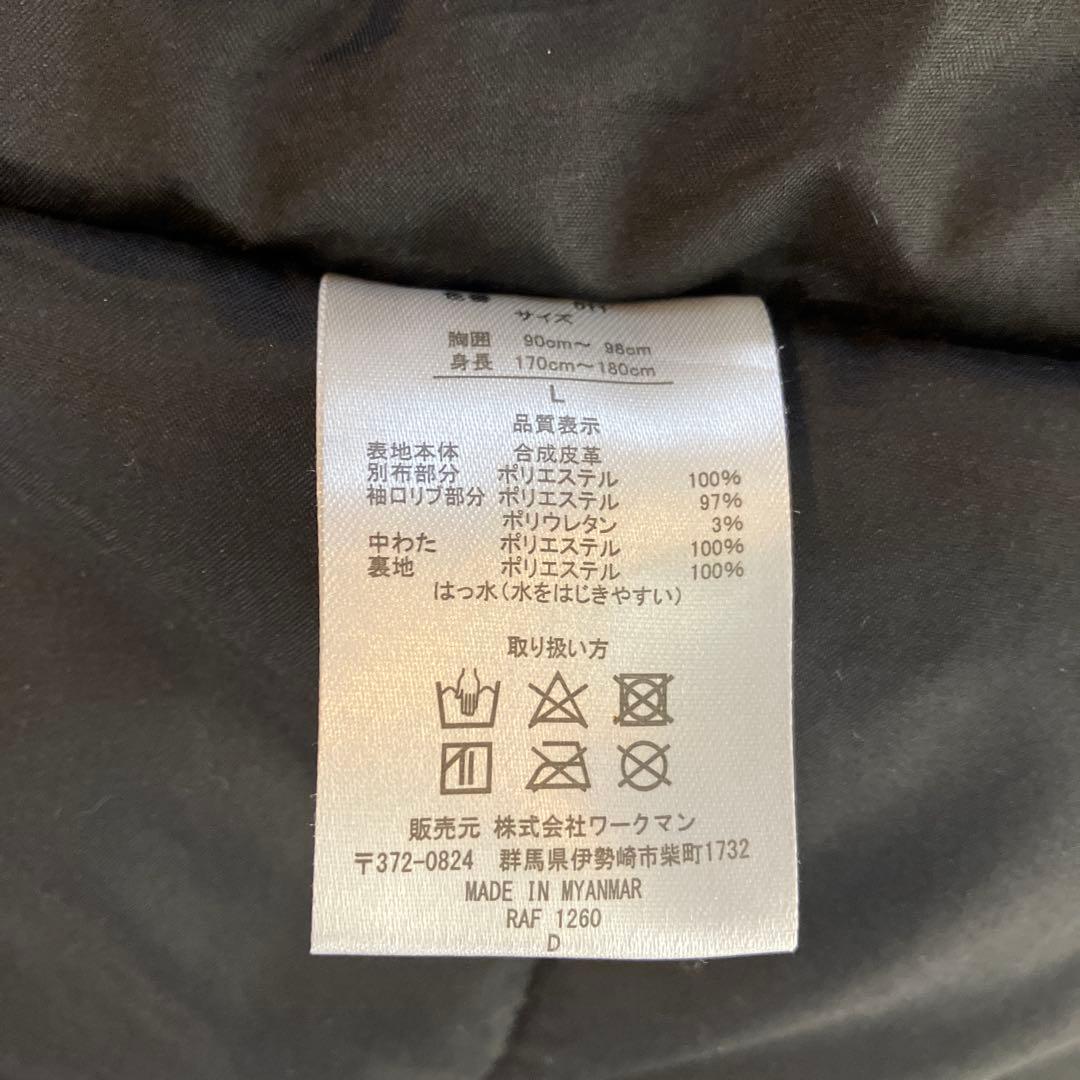 サイズ
胸囲 90cm～ 98cm
身長 170cm～180cm
L
品質表示
表地本体 合成皮革
別布部分 ポリエステル 100%
袖口リブ部分 ポリエステル 97%
ポリウレタン 3%
中わた ポリエステル 100%
裏地 ポリエステル 100%
はっ水(水をはじきやすい)
取り扱い方
販売元 株式会社ワークマン
〒372-0824 群馬県伊勢崎市柴町1732
MADE IN MYANMAR
RAF 1260
D